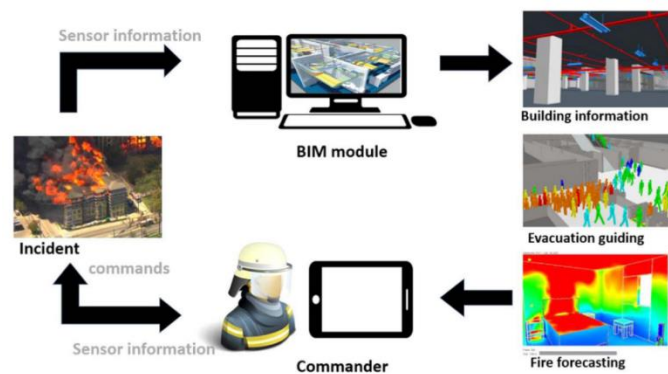 Sensor information
BIM module
Building information
Incident
Evacuation guiding
commands
Sensor information
Commander
Fire forecasting